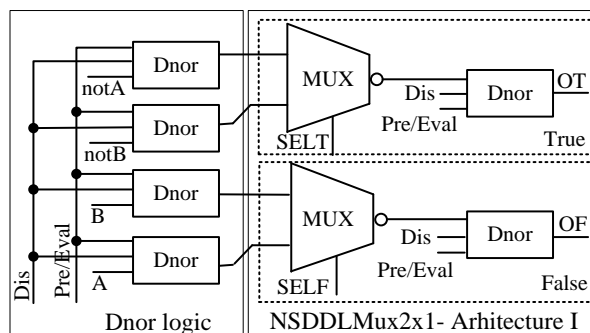 Dnor
notA
Dnor
notB
Dnor
B
Dnor
A
Dis
Pre/Eval
Dnor logic
MUX
SELT
Dis
Pre/Eval
Dnor
OT
True
MUX
SELF
Dis
Pre/Eval
Dnor
OF
False
NSDDLMux2x1- Arhitecture I